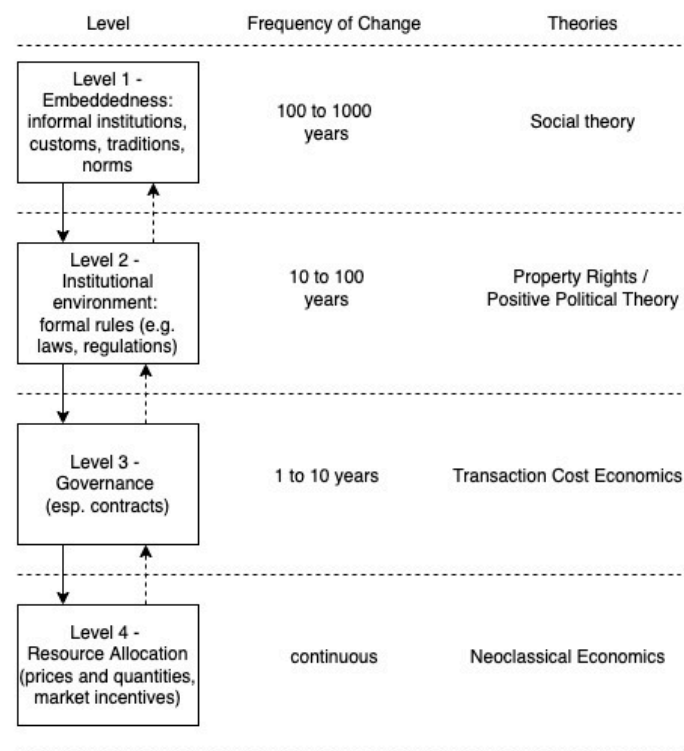 Level Frequency of Change Theories
Level 1 -
Embeddedness:
informal institutions,
customs, traditions,
norms
100 to 1000
years
Social theory
Level 2 -
Institutional
environment:
formal rules (e.g.
laws, regulations)
10 to 100
years
Property Rights /
Positive Political Theory
Level 3 -
Governance
(esp. contracts)
1 to 10 years
Transaction Cost Economics
Level 4 -
Resource Allocation
(prices and quantities,
market incentives)
continuous
Neoclassical Economics